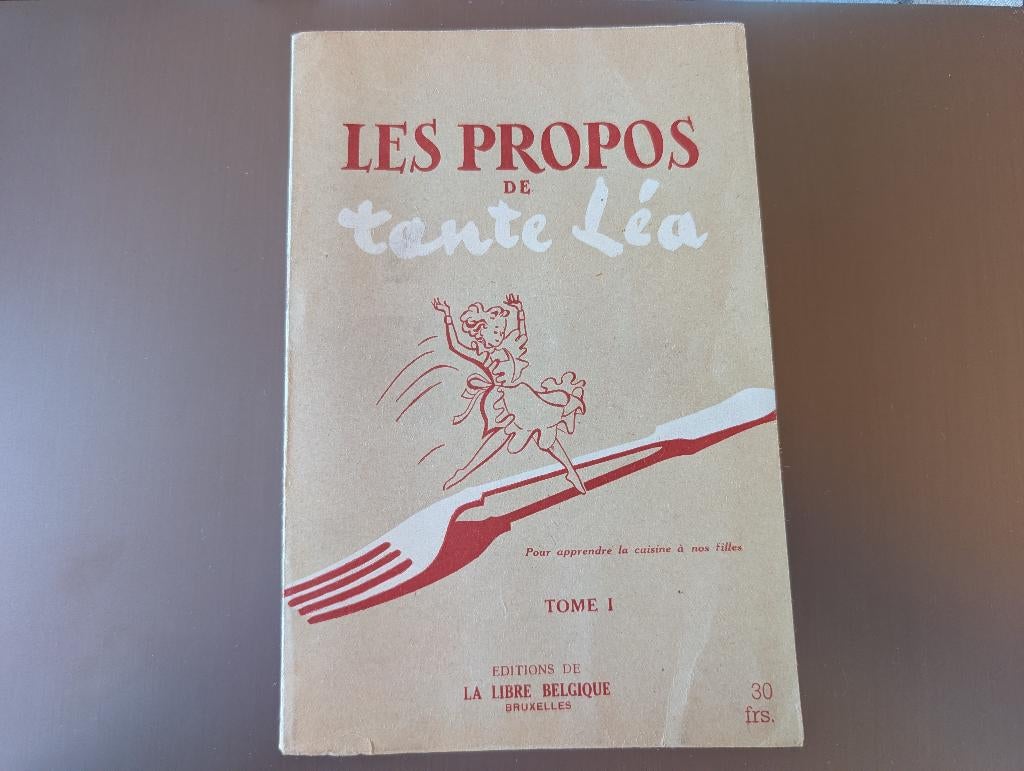 LES PROPOS
DE
tante Léa
Pour apprendre la cuisine à nos filles
TOME I
EDITIONS DE
LA LIBRE BELGIQUE
BRUXELLES
30
frs.